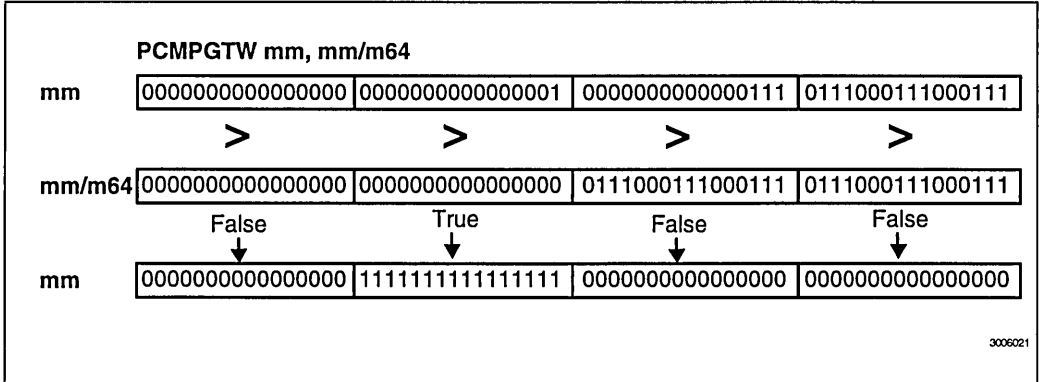 PCMPGTW mm, mm/m64
mm 0000000000000000 0000000000000001 0000000000000111 0111000111000111
> > > >
mm/m64 0000000000000000 0000000000000000 0111000111000111 0111000111000111
False True False False
mm 0000000000000000 1111111111111111 0000000000000000 0000000000000000
3006021